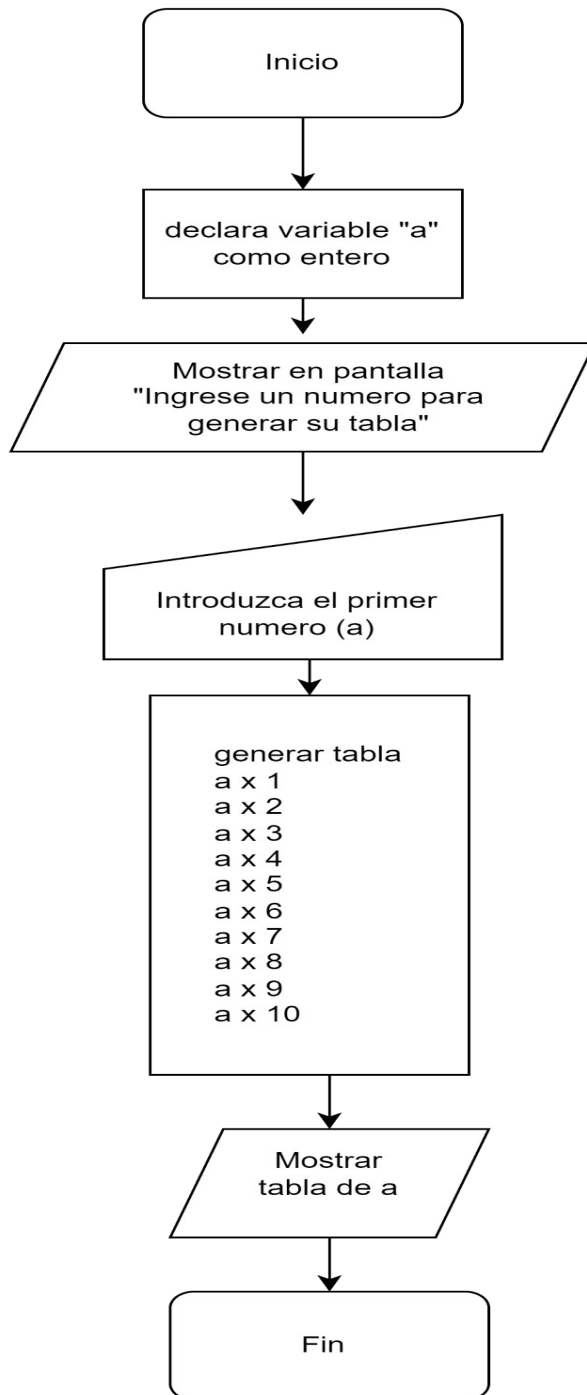 Inicio
declara variable "a"
como entero
Mostrar en pantalla
"Ingrese un numero para
generar su tabla"
Introduzca el primer
numero (a)
generar tabla
a x 1
a x 2
a x 3
a x 4
a x 5
a x 6
a x 7
a x 8
a x 9
a x 10
Mostrar
tabla de a
Fin